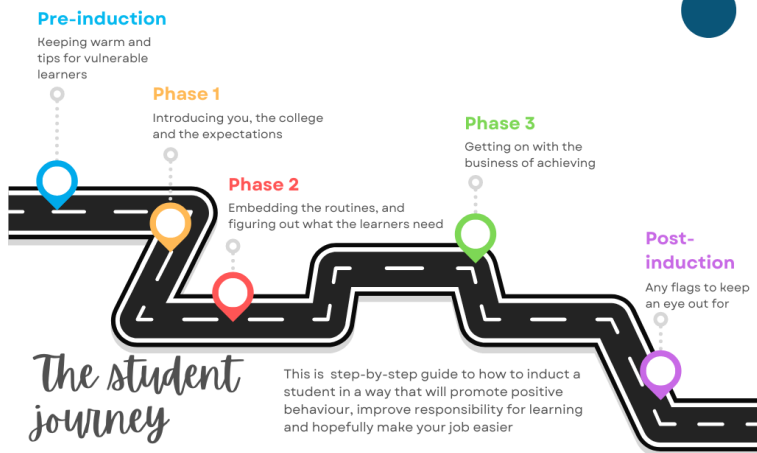 Pre-induction
Keeping warm and
tips for vulnerable
learners
Phase 1
Introducing you, the college
and the expectations
Phase 2
Embedding the routines, and
figuring out what the learners need
Phase 3
Getting on with the
business of achieving
Post-
induction
Any flags to keep
an eye out for
The student
journey
This is step-by-step guide to how to induct a
student in a way that will promote positive
behaviour, improve responsibility for learning
and hopefully make your job easier